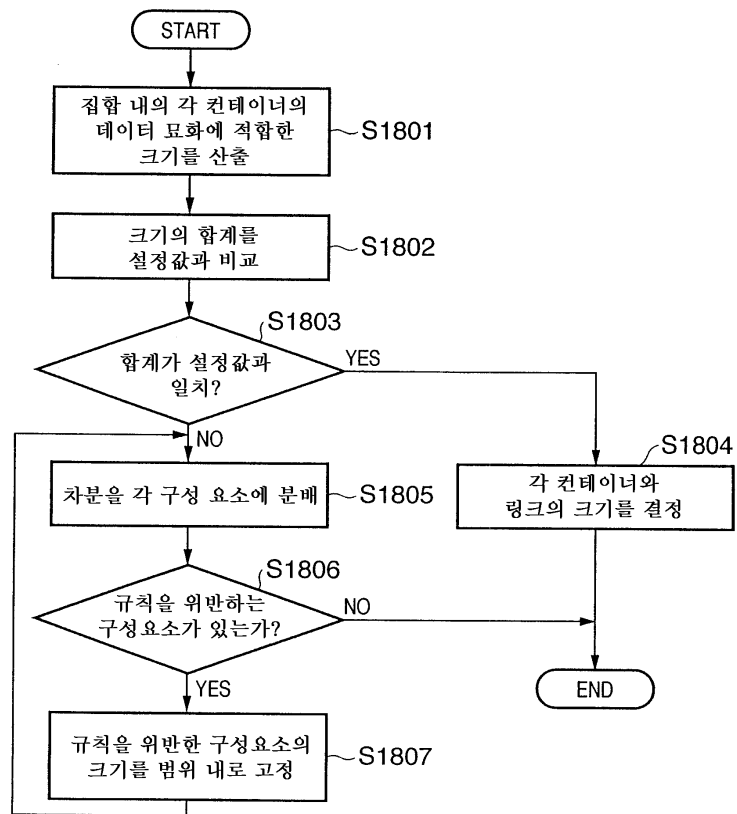 START
집합 내의 각 컨테이너의
데이터 묘화에 적합한
크기를 산출
S1801
크기의 합계를
설정값과 비교
S1802
S1803
합계가 설정값과
일치?
YES
NO
S1804
각 컨테이너와
링크의 크기를 결정
차분을 각 구성 요소에 분배
S1805
S1806
규칙을 위반하는
구성요소가 있는가?
NO
YES
END
규칙을 위반한 구성요소의
크기를 범위 내로 고정
S1807